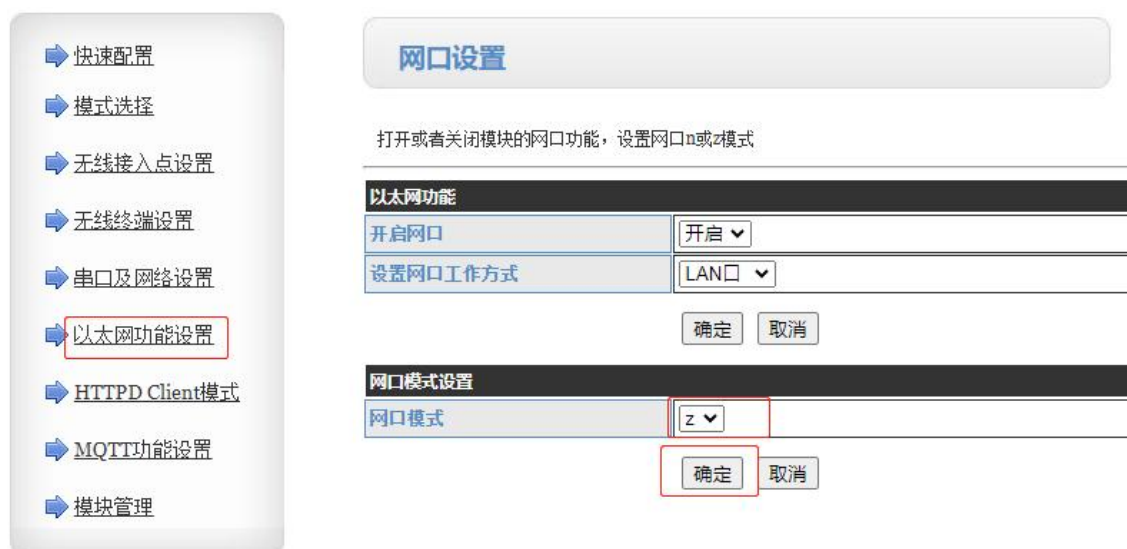 快速配置
模式选择
无线接入点设置
无线终端设置
串口及网络设置
以太网功能设置
HTTPD Client模式
MQTT功能设置
模块管理
网口设置
打开或者关闭模块的网口功能，设置网口n或z模式
以太网功能
开启网口 开启
设置网口工作方式 LAN口
确定 取消
网口模式设置
网口模式 z
确定 取消